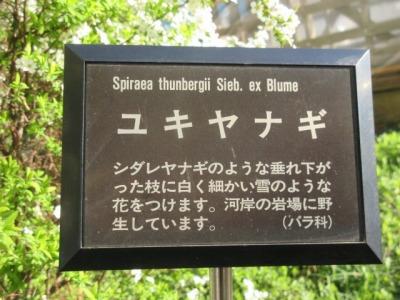 Spiraea thunbergii Sieb. ex Blume
ユキヤナギ
シダレヤナギのような垂れ下が
った枝に白く細かい雪のような
花をつけます。河岸の岩場に野
生しています。 (バラ科)